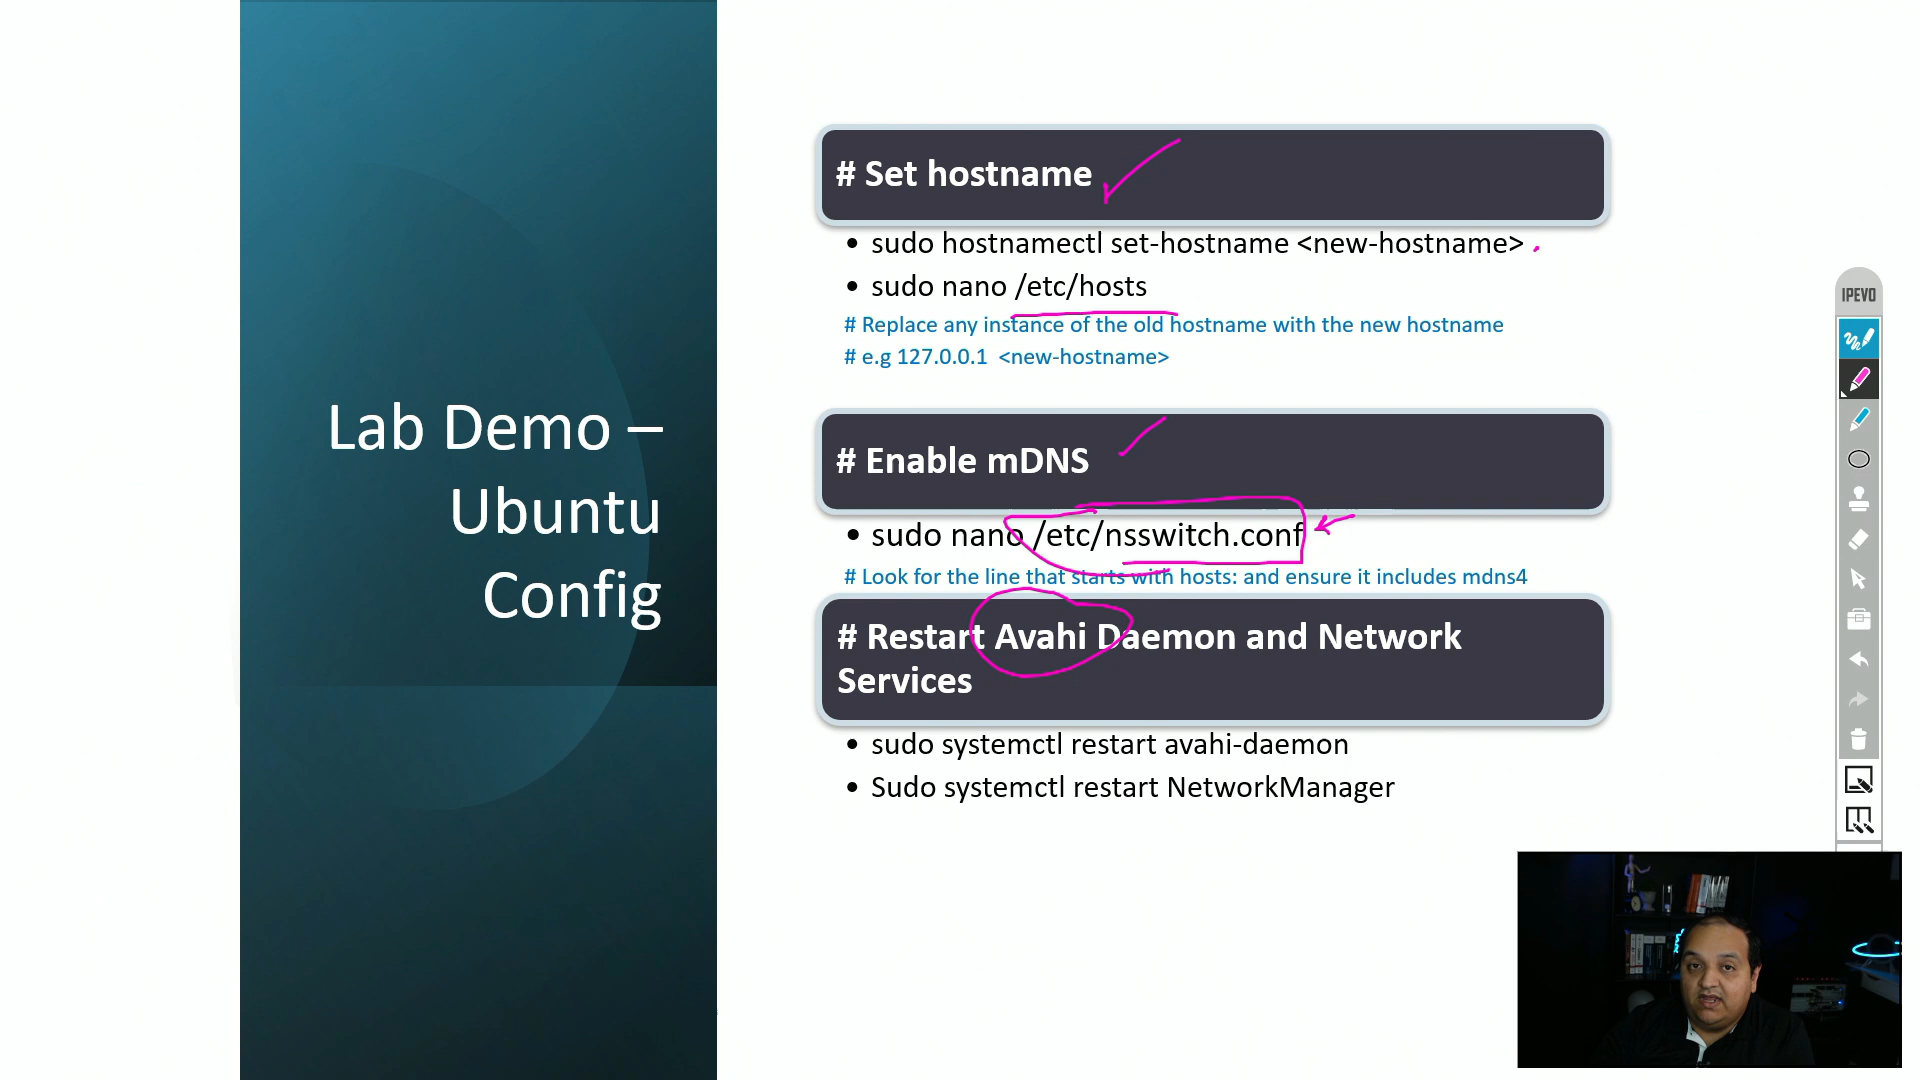 Lab Demo –
Ubuntu
Config
# Set hostname
• sudo hostnamectl set-hostname <new-hostname>
• sudo nano /etc/hosts
# Replace any instance of the old hostname with the new hostname
# e.g 127.0.0.1 <new-hostname>
# Enable mDNS
• sudo nano /etc/nsswitch.conf
# Look for the line that starts with hosts: and ensure it includes mdns4
# Restart Avahi Daemon and Network
Services
• sudo systemctl restart avahi-daemon
• Sudo systemctl restart NetworkManager
IPEVO